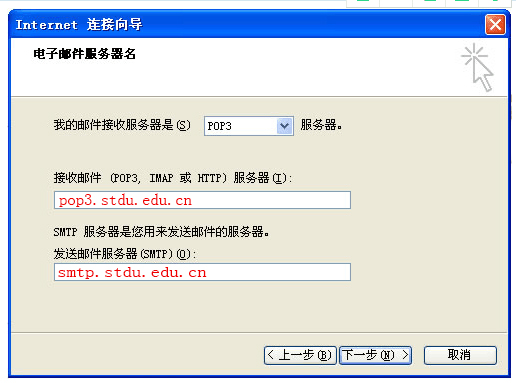 Internet 连接向导
电子邮件服务器名
我的邮件接收服务器是(S) POP3 服务器。
接收邮件 (POP3, IMAP 或 HTTP) 服务器(I):
pop3.stdu.edu.cn
SMTP 服务器是您用来发送邮件的服务器。
发送邮件服务器(SMTP)(O):
smtp.stdu.edu.cn
< 上一步(B) 下一步(N) > 取消